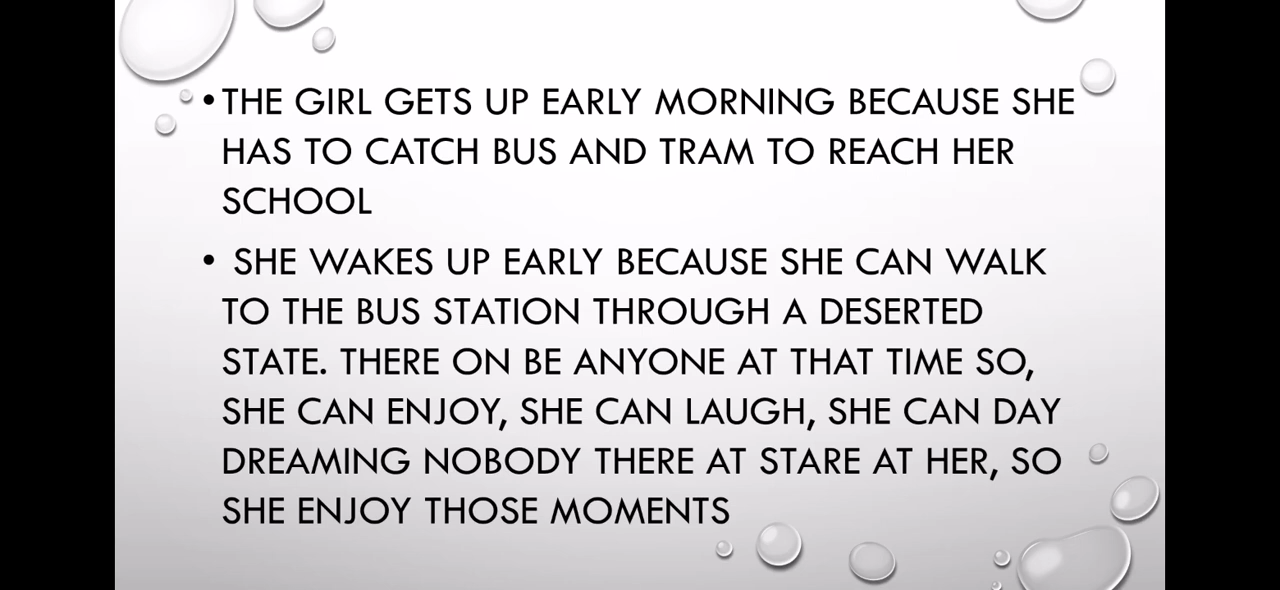 • THE GIRL GETS UP EARLY MORNING BECAUSE SHE
HAS TO CATCH BUS AND TRAM TO REACH HER
SCHOOL
• SHE WAKES UP EARLY BECAUSE SHE CAN WALK
TO THE BUS STATION THROUGH A DESERTED
STATE. THERE ON BE ANYONE AT THAT TIME SO,
SHE CAN ENJOY, SHE CAN LAUGH, SHE CAN DAY
DREAMING NOBODY THERE AT STARE AT HER, SO
SHE ENJOY THOSE MOMENTS